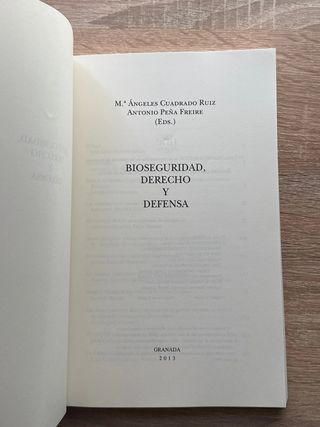 M.ª Ángeles Cuadrado Ruiz
Antonio Peña Freire
(Eds.)
BIOSEGURIDAD,
DERECHO
Y
DEFENSA
GRANADA
2013